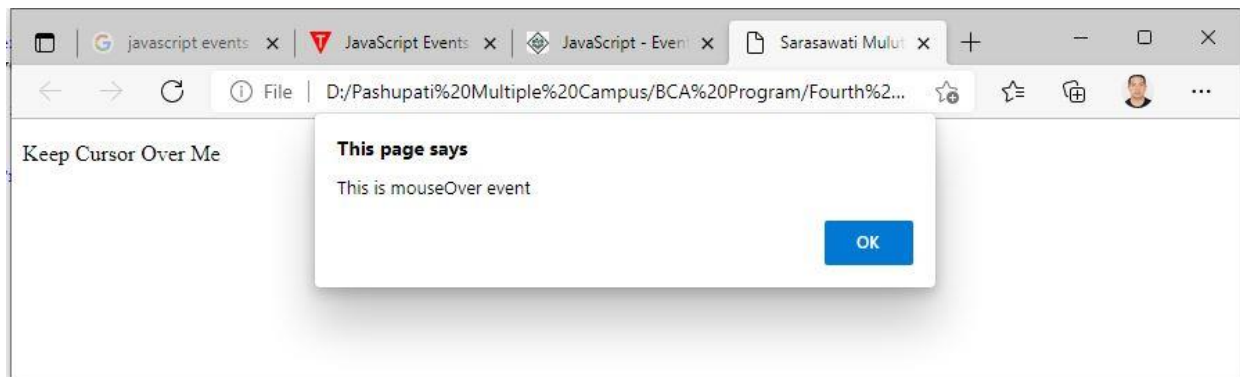 javascript events
JavaScript Events
JavaScript - Even
Sarasawati Mulut
File
D:/Pashupati%20Multiple%20Campus/BCA%20Program/Fourth%2...
Keep Cursor Over Me
This page says
This is mouseOver event
OK